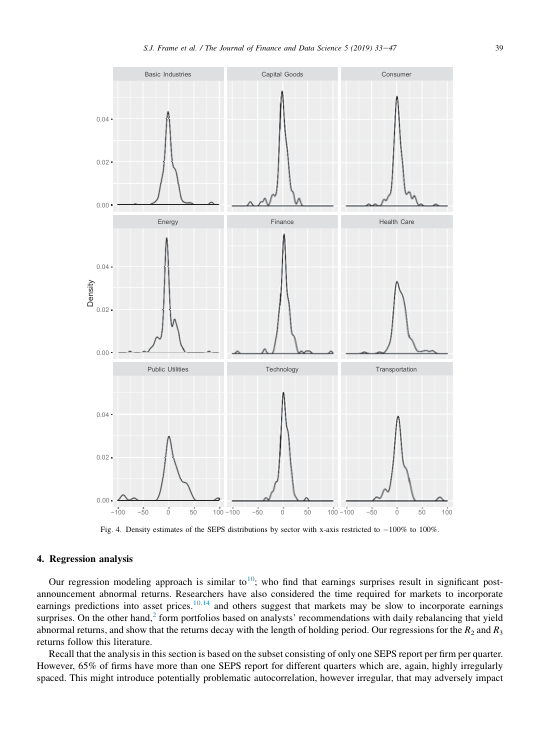 S.J. Frame et al. / The Journal of Finance and Data Science 5 (2019) 33–47 39
Basic Industries Capital Goods Consumer
0.04
0.02
0.00
Energy Finance Health Care
0.04
0.02
0.00
Density
Public Utilities Technology Transportation
0.04
0.02
0.00
−100 −50 0 50 100 −100 −50 0 50 100 −100 −50 0 50 100
Fig. 4. Density estimates of the SEPS distributions by sector with x-axis restricted to −100% to 100%.
4. Regression analysis
Our regression modeling approach is similar to10; who find that earnings surprises result in significant post-
announcement abnormal returns. Researchers have also considered the time required for markets to incorporate
earnings predictions into asset prices.10,14 and others suggest that markets may be slow to incorporate earnings
surprises. On the other hand,2 form portfolios based on analysts' recommendations with daily rebalancing that yield
abnormal returns, and show that the returns decay with the length of holding period. Our regressions for the R2 and R3
returns follow this literature.
Recall that the analysis in this section is based on the subset consisting of only one SEPS report per firm per quarter.
However, 65% of firms have more than one SEPS report for different quarters which are, again, highly irregularly
spaced. This might introduce potentially problematic autocorrelation, however irregular, that may adversely impact